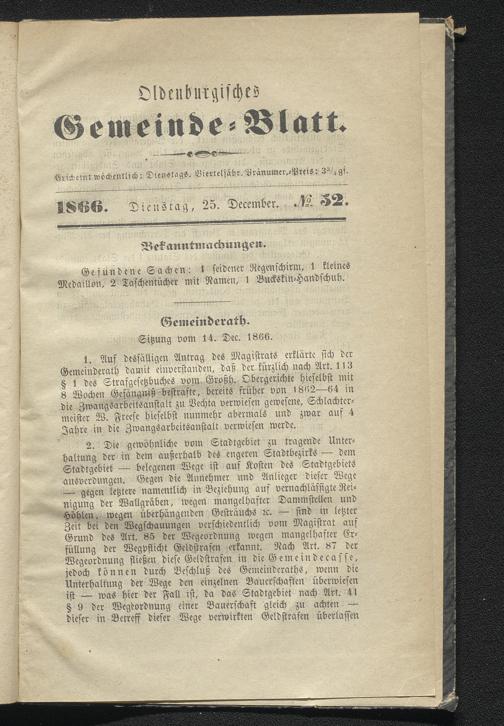 Oldenburgisches
Gemeinde-Blatt.
Erscheint wöchentlich: Dienstags. Vierteljähr. Pränumer.-Preis: 3¾ gs.
1866. Dienstag, 25. December. № 52.
Bekanntmachungen.
Gefundene Sachen: 1 seidener Regenschirm, 1 kleines
Medaillon, 2 Taschentücher mit Namen, 1 Buckskin-Handschuh.
Gemeinderath.
Sitzung vom 14. Dec. 1866.
1. Auf desfälligen Antrag des Magistrats erklärte sich der
Gemeinderath damit einverstanden, daß der kürzlich nach Art. 113
§ 1 des Strafgesetzbuches vom Großh. Obergerichte hieselbst mit
8 Wochen Gefängniß bestrafte, bereits früher von 1862—64 in
die Zwangsarbeitsanstalt zu Vechta verwiesen gewesene, Schlachter-
meister W. Freese hieselbst nunmehr abermals und zwar auf 4
Jahre in die Zwangsarbeitsanstalt verwiesen werde.
2. Die gewöhnliche vom Stadtgebiet zu tragende Unter-
haltung der in dem außerhalb des engeren Stadtbezirks — dem
Stadtgebiet — belegenen Wege ist auf Kosten des Stadtgebiets
ausverdungen. Gegen die Annehmer und Anlieger dieser Wege
— gegen letztere namentlich in Beziehung auf vernachlässigte Rei-
nigung der Wallgräben, wegen mangelhafter Dammstellen und
Höhlen, wegen überhängenden Gesträuchs ꝛc. — sind in letzter
Zeit bei den Wegschauungen verschiedentlich vom Magistrat auf
Grund des Art. 85 der Wegeordnung wegen mangelhafter Er-
füllung der Wegpflicht Geldstrafen erkannt. Nach Art. 87 der
Wegeordnung fließen diese Geldstrafen in die Gemeindecasse,
jedoch können durch Beschluß des Gemeinderaths, wenn die
Unterhaltung der Wege den einzelnen Bauerschaften überwiesen
ist — was hier der Fall ist, da das Stadtgebiet nach Art. 41
§ 9 der Wegeordnung einer Bauerschaft gleich zu achten —
dieser in Betreff dieser Wege verwirkten Geldstrafen überlassen